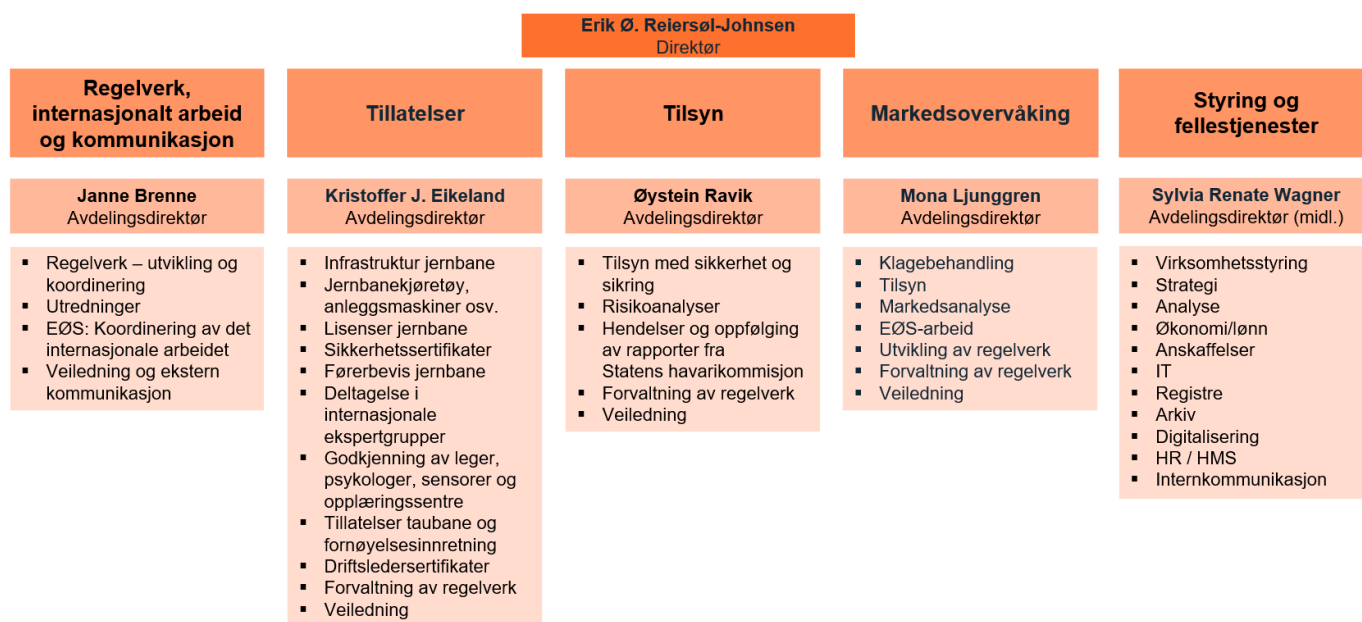 Erik Ø. Reiersøl-Johnsen
Direktør
Regelverk,
internasjonalt arbeid
og kommunikasjon
Janne Brenne
Avdelingsdirektør
▪ Regelverk – utvikling og
koordinering
▪ Utredninger
▪ EØS: Koordinering av det
internasjonale arbeidet
▪ Veiledning og ekstern
kommunikasjon
Tillatelser
Kristoffer J. Eikeland
Avdelingsdirektør
▪ Infrastruktur jernbane
▪ Jernbanekjøretøy,
anleggsmaskiner osv.
▪ Lisenser jernbane
▪ Sikkerhetssertifikater
▪ Førerbevis jernbane
▪ Deltagelse i
internasjonale
ekspertgrupper
▪ Godkjenning av leger,
psykologer, sensorer og
opplæringssentre
▪ Tillatelser taubane og
fornøyelsesinnretning
▪ Driftsledersertifikater
▪ Forvaltning av regelverk
▪ Veiledning
Tilsyn
Øystein Ravik
Avdelingsdirektør
▪ Tilsyn med sikkerhet og
sikring
▪ Risikoanalyser
▪ Hendelser og oppfølging
av rapporter fra
Statens havarikommisjon
▪ Forvaltning av regelverk
▪ Veiledning
Markedsovervåking
Mona Ljunggren
Avdelingsdirektør
▪ Klagebehandling
▪ Tilsyn
▪ Markedsanalyse
▪ EØS-arbeid
▪ Utvikling av regelverk
▪ Forvaltning av regelverk
▪ Veiledning
Styring og
fellestjenester
Sylvia Renate Wagner
Avdelingsdirektør (midl.)
▪ Virksomhetsstyring
▪ Strategi
▪ Analyse
▪ Økonomi/lønn
▪ Anskaffelser
▪ IT
▪ Registre
▪ Arkiv
▪ Digitalisering
▪ HR / HMS
▪ Internkommunikasjon